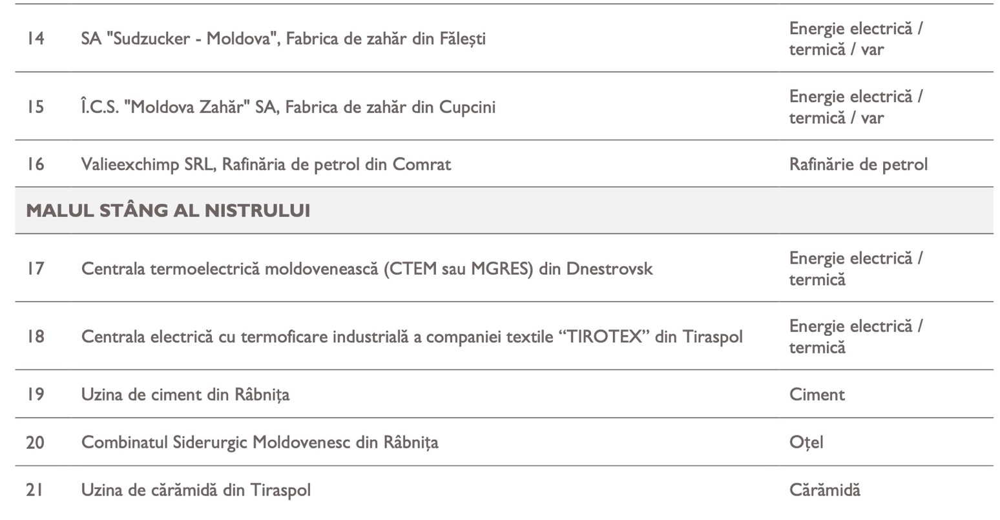 14 SA "Sudzucker - Moldova", Fabrica de zahăr din Fălești Energie electrică /
termică / var
15 Î.C.S. "Moldova Zahăr" SA, Fabrica de zahăr din Cupcini Energie electrică /
termică / var
16 Valieexchimp SRL, Rafinăria de petrol din Comrat Rafinărie de petrol
MALUL STÂNG AL NISTRULUI
17 Centrala termoelectrică moldovenească (CTEM sau MGRES) din Dnestrovsk Energie electrică /
termică
18 Centrala electrică cu termoficare industrială a companiei textile “TIROTEX” din Tiraspol Energie electrică /
termică
19 Uzina de ciment din Râbnița Ciment
20 Combinatul Siderurgic Moldovenesc din Râbnița Oțel
21 Uzina de cărămidă din Tiraspol Cărămidă